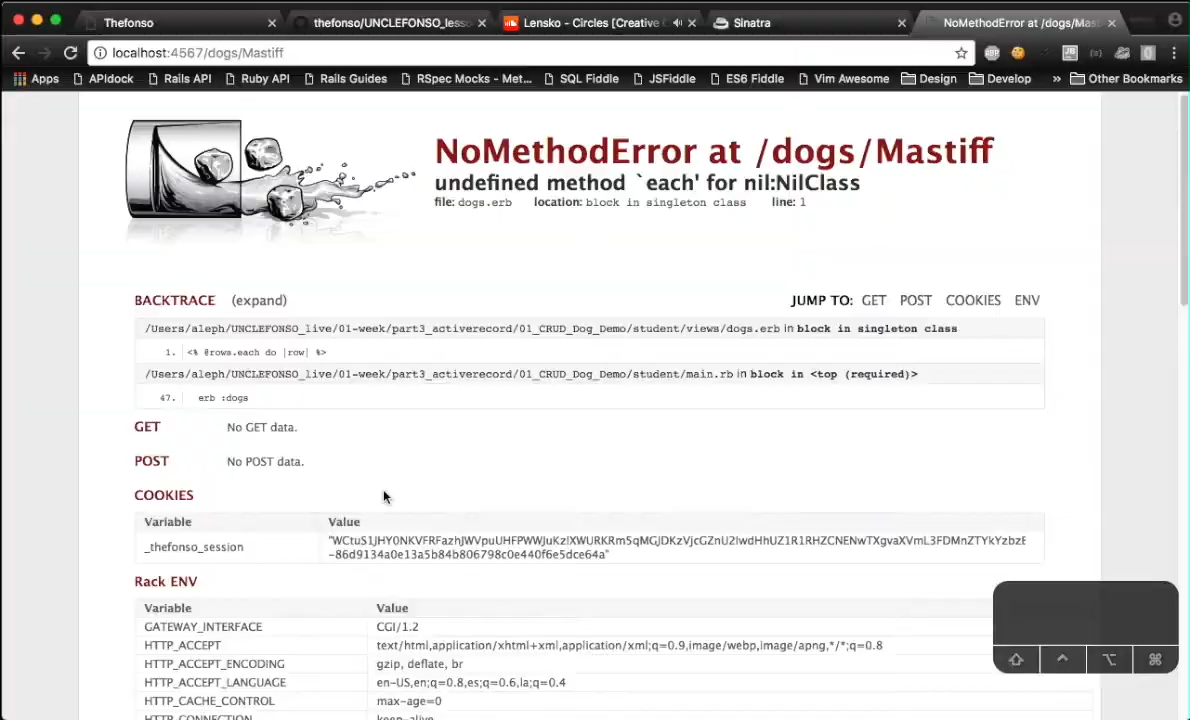 Thefonso
thefonso/UNCLEFONSO_lesso
Lensko - Circles [Creative C
Sinatra
NoMethodError at /dogs/Mast
localhost:4567/dogs/Mastiff
Apps APIdock Rails API Ruby API Rails Guides RSpec Mocks - Met... SQL Fiddle JSFiddle ES6 Fiddle Vim Awesome Design Develop » Other Bookmarks
NoMethodError at /dogs/Mastiff
undefined method `each' for nil:NilClass
file: dogs.erb location: block in singleton class line: 1
BACKTRACE (expand) JUMP TO: GET POST COOKIES ENV
/Users/aleph/UNCLEFONSO_live/01-week/part3_activerecord/01_CRUD_Dog_Demo/student/views/dogs.erb in block in singleton class
1. <% @rows.each do |row| %>
/Users/aleph/UNCLEFONSO_live/01-week/part3_activerecord/01_CRUD_Dog_Demo/student/main.rb in block in <top (required)>
47. erb :dogs
GET No GET data.
POST No POST data.
COOKIES
Variable Value
_thefonso_session
-86d9134a0e13a5b84b806798c0e440f6e5dce64a"
Rack ENV
Variable Value
GATEWAY_INTERFACE CGI/1.2
HTTP_ACCEPT text/html,application/xhtml+xml,application/xml;q=0.9,image/webp,image/apng,*/*;q=0.8
HTTP_ACCEPT_ENCODING gzip, deflate, br
HTTP_ACCEPT_LANGUAGE en-US,en;q=0.8,es;q=0.6,la;q=0.4
HTTP_CACHE_CONTROL max-age=0
HTTP_CONNECTION keep-alive